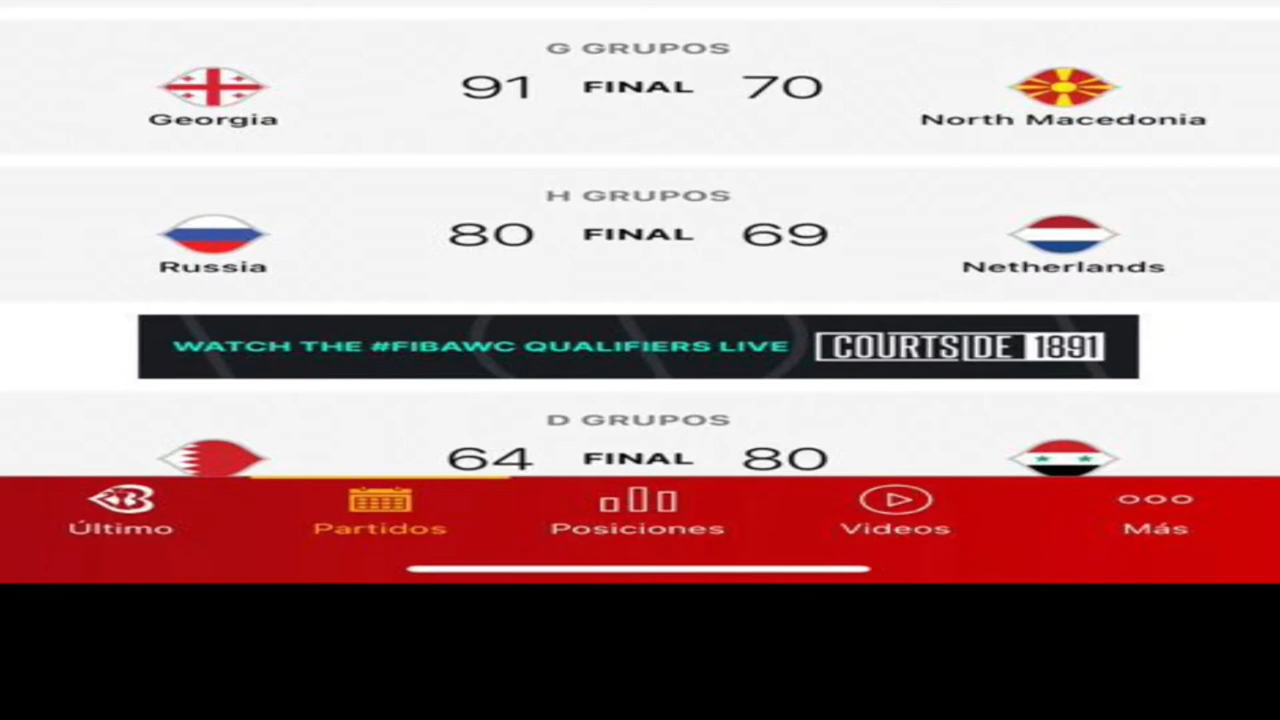 G GRUPOS
91 FINAL 70
Georgia North Macedonia
H GRUPOS
80 FINAL 69
Russia Netherlands
WATCH THE #FIBAWC QUALIFIERS LIVE COURTSIDE 1891
D GRUPOS
64 FINAL 80
Último Partidos Posiciones Videos Más